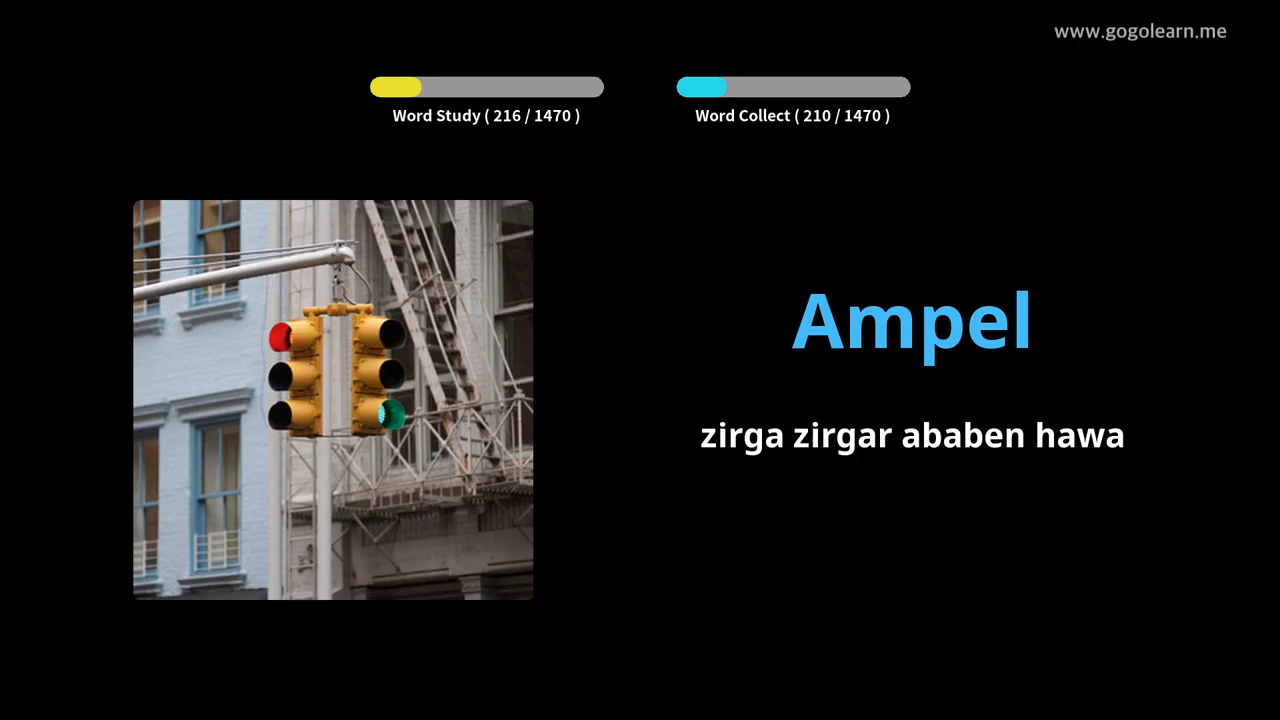 www.gogolearn.me
Word Study ( 216 / 1470 )
Word Collect ( 210 / 1470 )
Ampel
zirga zirgar ababen hawa